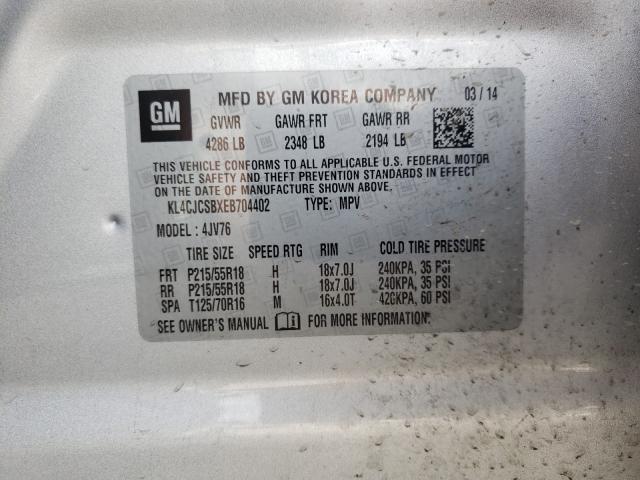 GM
MFD BY GM KOREA COMPANY 03 / 14
GVWR GAWR FRT GAWR RR
4286 LB 2348 LB 2194 LB
THIS VEHICLE CONFORMS TO ALL APPLICABLE U.S. FEDERAL MOTOR
VEHICLE SAFETY AND THEFT PREVENTION STANDARDS IN EFFECT
ON THE DATE OF MANUFACTURE SHOWN ABOVE.
KL4CJCSBXEB704402 TYPE: MPV
MODEL : 4JV76
TIRE SIZE SPEED RTG RIM COLD TIRE PRESSURE
FRT P215/55R18 H 18x7.0J 240KPA, 35 PSI
RR P215/55R18 H 18x7.0J 240KPA, 35 PSI
SPA T125/70R16 M 16x4.0T 420KPA, 60 PSI
SEE OWNER'S MANUAL FOR MORE INFORMATION.